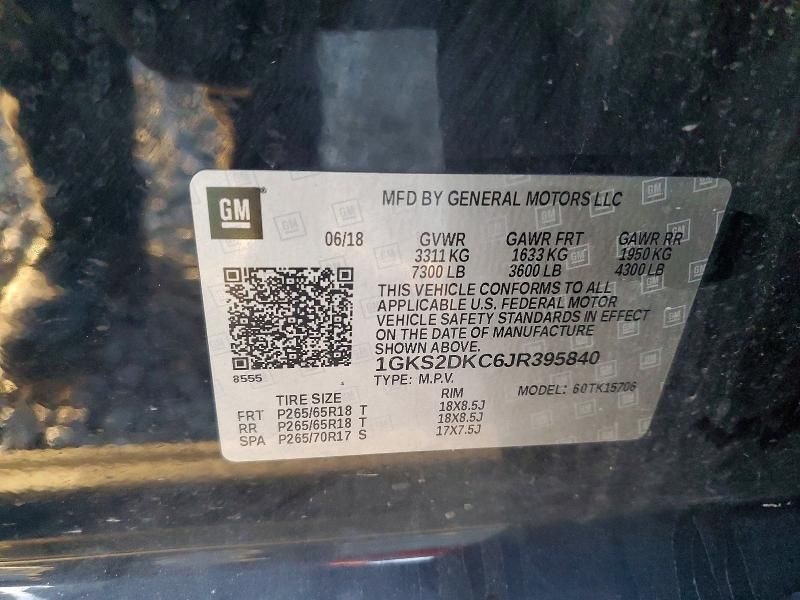 GM
MFD BY GENERAL MOTORS LLC
06/18 GVWR GAWR FRT GAWR RR
3311 KG 1633 KG 1950 KG
7300 LB 3600 LB 4300 LB
THIS VEHICLE CONFORMS TO ALL
APPLICABLE U.S. FEDERAL MOTOR
VEHICLE SAFETY STANDARDS IN EFFECT
ON THE DATE OF MANUFACTURE
SHOWN ABOVE.
1GKS2DKC6JR395840
8555 TYPE: M.P.V. MODEL: 60TK15706
TIRE SIZE RIM
FRT P265/65R18 T 18X8.5J
RR P265/65R18 T 18X8.5J
SPA P265/70R17 S 17X7.5J